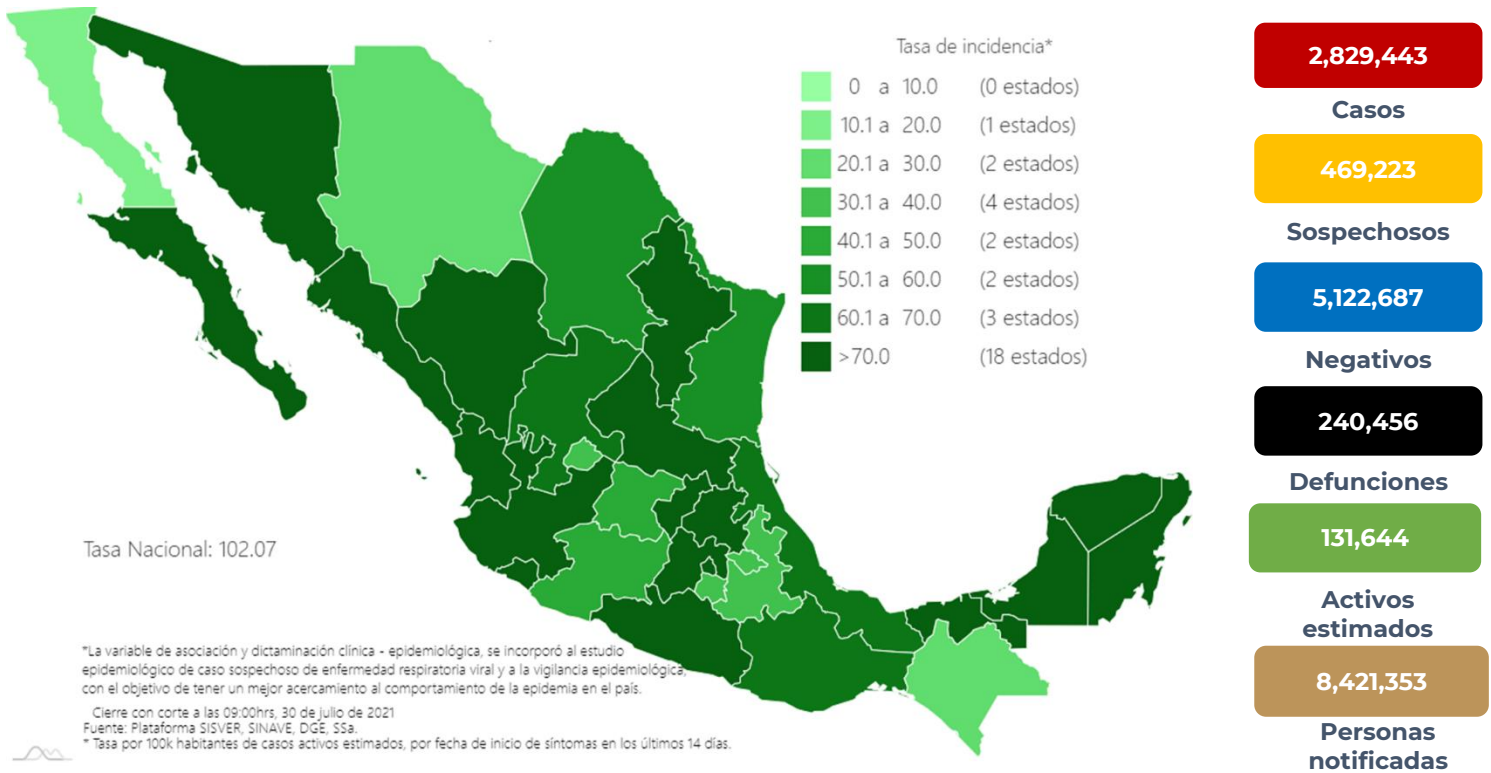 Tasa de incidencia*
0 a 10.0 (0 estados)
10.1 a 20.0 (1 estados)
20.1 a 30.0 (2 estados)
30.1 a 40.0 (4 estados)
40.1 a 50.0 (2 estados)
50.1 a 60.0 (2 estados)
60.1 a 70.0 (3 estados)
>70.0 (18 estados)
Tasa Nacional: 102.07
*La variable de asociación y dictaminación clínica - epidemiológica, se incorporó al estudio
epidemiológico de caso sospechoso de enfermedad respiratoria viral y a la vigilancia epidemiológica,
con el objetivo de tener un mejor acercamiento al comportamiento de la epidemia en el país.
Cierre con corte a las 09:00hrs, 30 de julio de 2021
Fuente: Plataforma SISVER, SINAVE, DGE, SSa.
* Tasa por 100k habitantes de casos activos estimados, por fecha de inicio de síntomas en los últimos 14 días.
2,829,443
Casos
469,223
Sospechosos
5,122,687
Negativos
240,456
Defunciones
131,644
Activos
estimados
8,421,353
Personas
notificadas